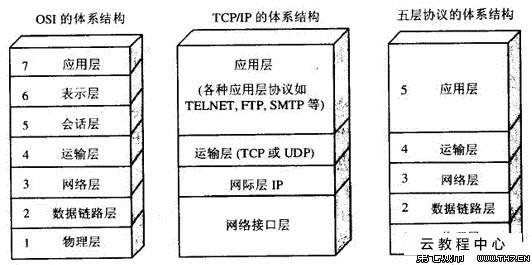 OSI 的体系结构
7 应用层
6 表示层
5 会话层
4 运输层
3 网络层
2 数据链路层
1 物理层
TCP/IP 的体系结构
应用层
(各种应用层协议如
TELNET, FTP, SMTP 等)
运输层 (TCP 或 UDP)
网际层 IP
网络接口层
五层协议的体系结构
5 应用层
4 运输层
3 网络层
2 数据链路层
云教程中心